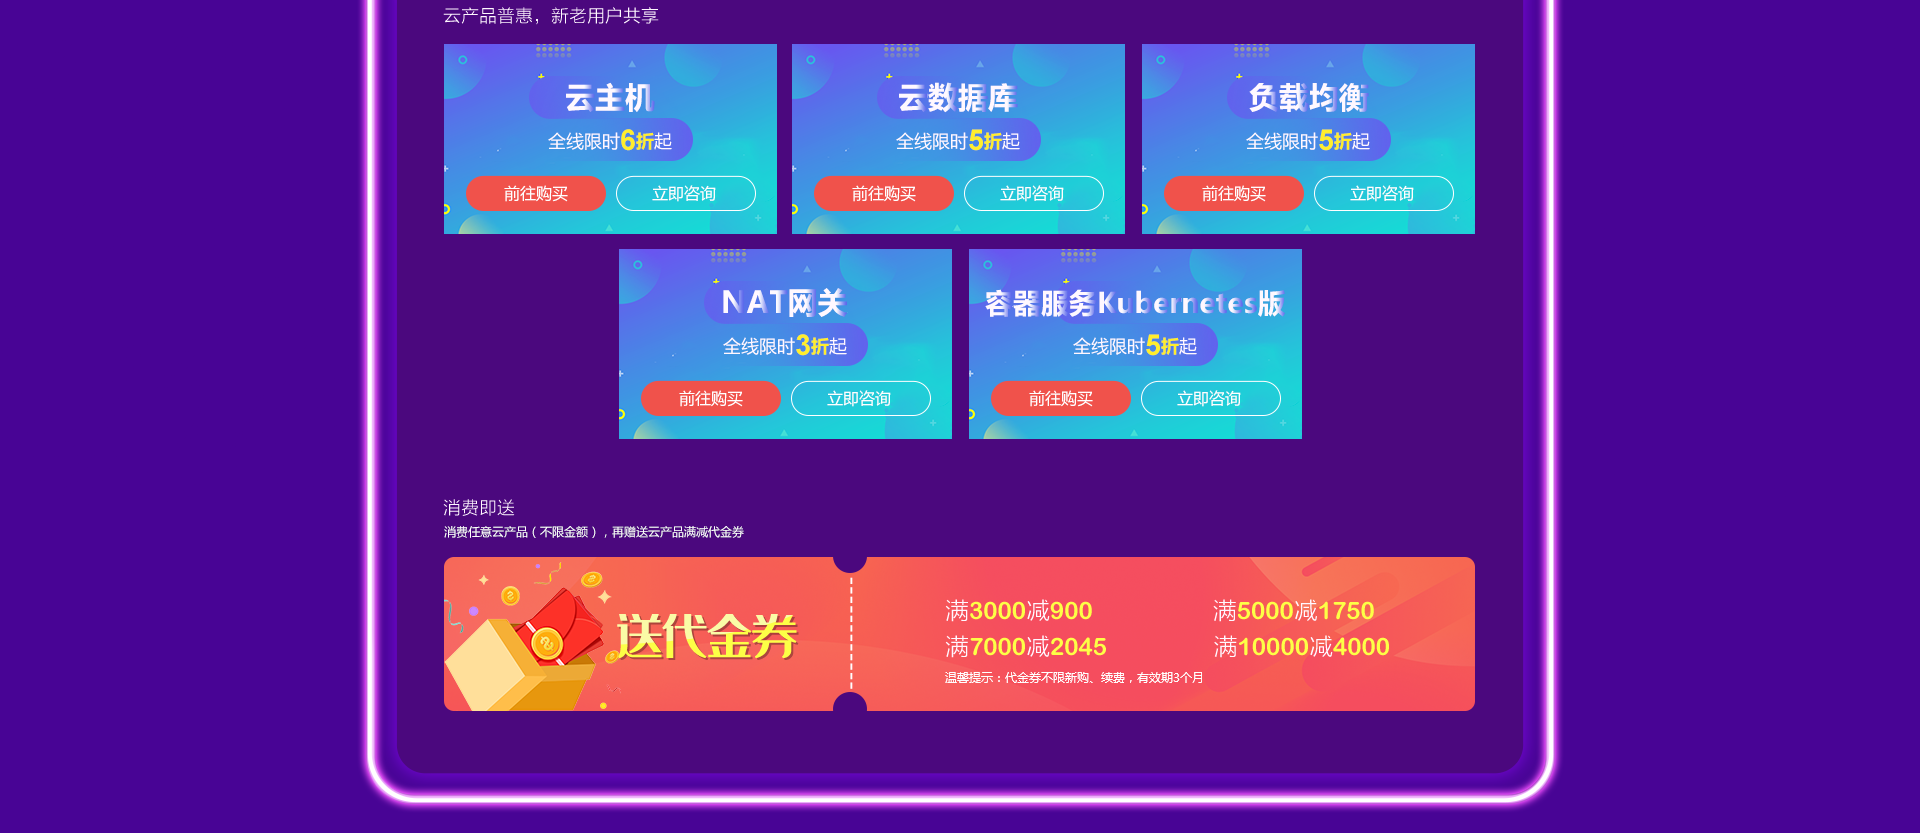 云产品普惠，新老用户共享
云主机
全线限时6折起
前往购买
立即咨询
云数据库
全线限时5折起
前往购买
立即咨询
负载均衡
全线限时5折起
前往购买
立即咨询
NAT网关
全线限时3折起
前往购买
立即咨询
容器服务Kubernetes版
全线限时5折起
前往购买
立即咨询
消费即送
消费任意云产品（不限金额），再赠送云产品满减代金券
送代金券
满3000减900
满5000减1750
满7000减2045
满10000减4000
温馨提示：代金券不限新购、续费，有效期3个月